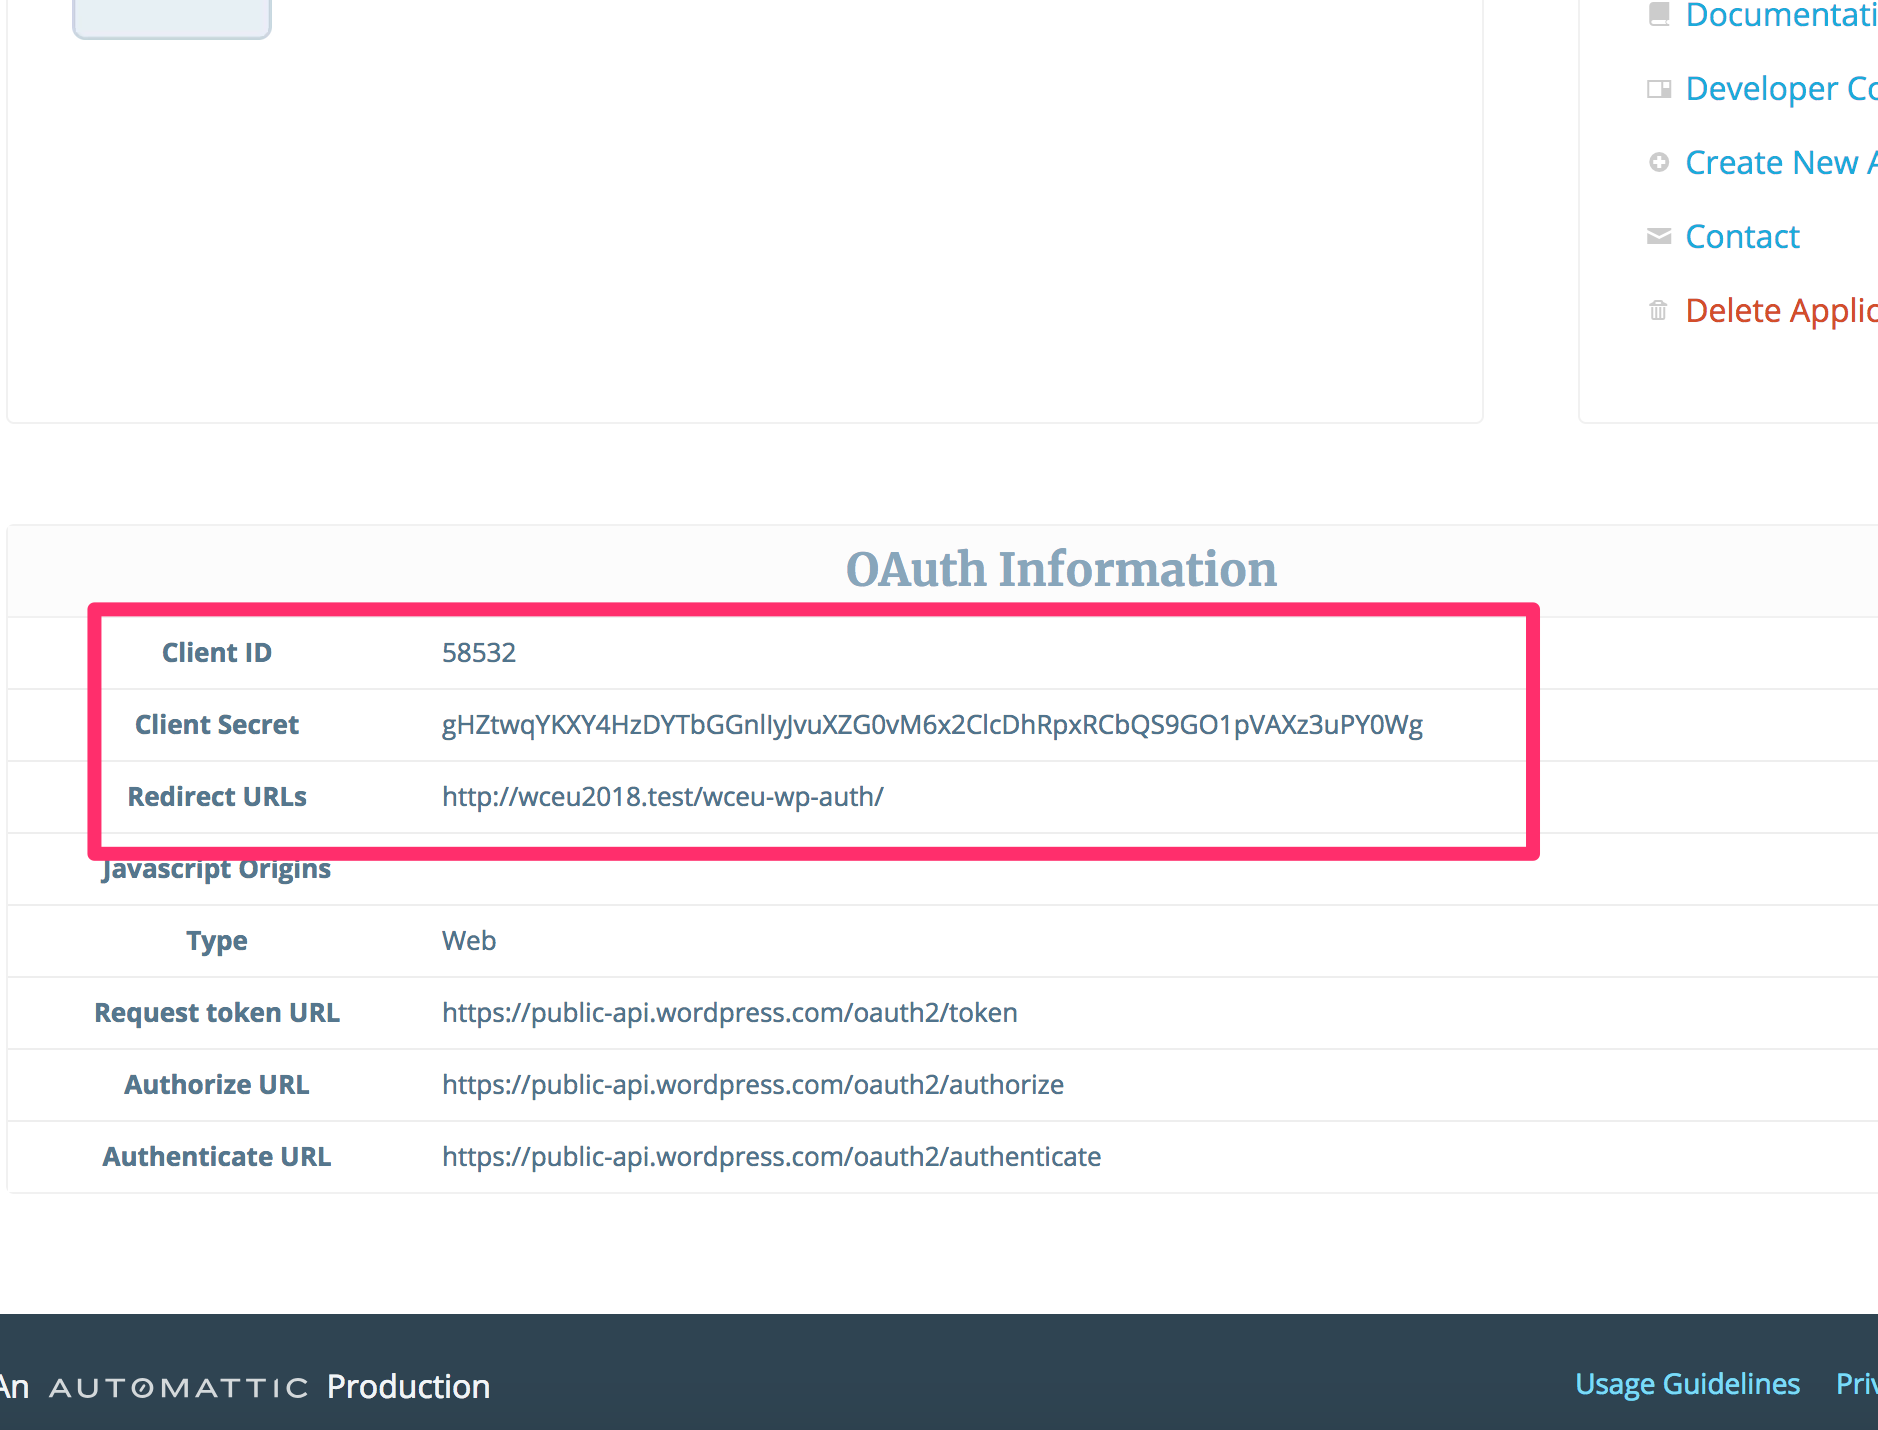 Documentati
Developer Co
Create New A
Contact
Delete Applic
OAuth Information
Client ID 58532
Client Secret gHZtwqYKXY4HzDYTbGGnlIyJvuXZG0vM6x2ClcDhRpxRCbQS9GO1pVAXz3uPY0Wg
Redirect URLs http://wceu2018.test/wceu-wp-auth/
Javascript Origins
Type Web
Request token URL https://public-api.wordpress.com/oauth2/token
Authorize URL https://public-api.wordpress.com/oauth2/authorize
Authenticate URL https://public-api.wordpress.com/oauth2/authenticate
An AUTOMATTIC Production
Usage Guidelines Priv